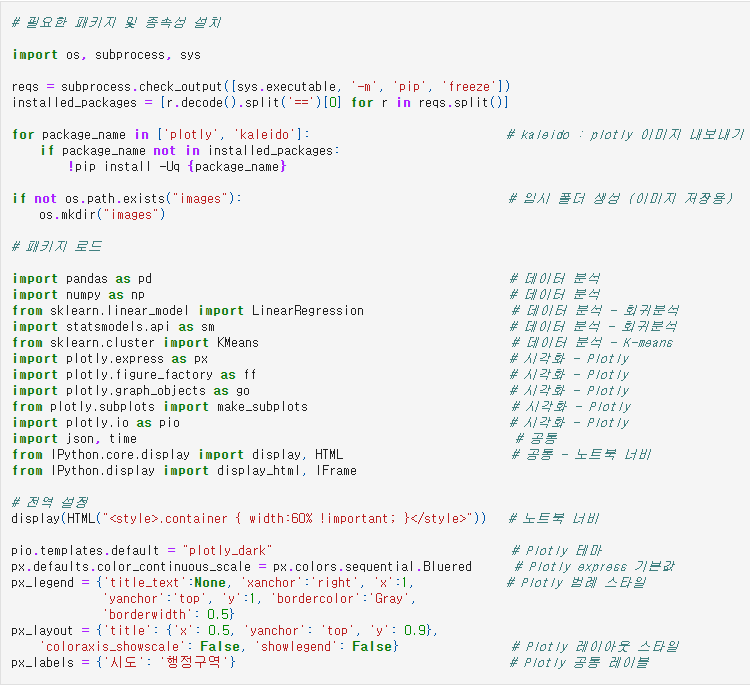 # 필요한 패키지 및 종속성 설치
import os, subprocess, sys
reqs = subprocess.check_output([sys.executable, '-m', 'pip', 'freeze'])
installed_packages = [r.decode().split('==')[0] for r in reqs.split()]
for package_name in ['plotly', 'kaleido']: # kaleido : plotly 이미지 내보내기
    if package_name not in installed_packages:
        !pip install -Uq {package_name}
if not os.path.exists("images"): # 임시 폴더 생성 (이미지 저장용)
    os.mkdir("images")
# 패키지 로드
import pandas as pd # 데이터 분석
import numpy as np # 데이터 분석
from sklearn.linear_model import LinearRegression # 데이터 분석 - 회귀분석
import statsmodels.api as sm # 데이터 분석 - 회귀분석
from sklearn.cluster import KMeans # 데이터 분석 - K-means
import plotly.express as px # 시각화 - Plotly
import plotly.figure_factory as ff # 시각화 - Plotly
import plotly.graph_objects as go # 시각화 - Plotly
from plotly.subplots import make_subplots # 시각화 - Plotly
import plotly.io as pio # 시각화 - Plotly
import json, time # 공통
from IPython.core.display import display, HTML # 공통 - 노트북 너비
from IPython.display import display_html, IFrame
# 전역 설정
display(HTML("<style>.container { width:60% !important; }</style>")) # 노트북 너비
pio.templates.default = "plotly_dark" # Plotly 테마
px.defaults.color_continuous_scale = px.colors.sequential.Bluered # Plotly express 기본값
px_legend = {'title_text':None, 'xanchor':'right', 'x':1, # Plotly 범례 스타일
             'yanchor':'top', 'y':1, 'bordercolor':'Gray',
             'borderwidth': 0.5}
px_layout = {'title': {'x': 0.5, 'yanchor': 'top', 'y': 0.9},
    'coloraxis_showscale': False, 'showlegend': False} # Plotly 레이아웃 스타일
px_labels = {'시도': '행정구역'} # Plotly 공통 레이블